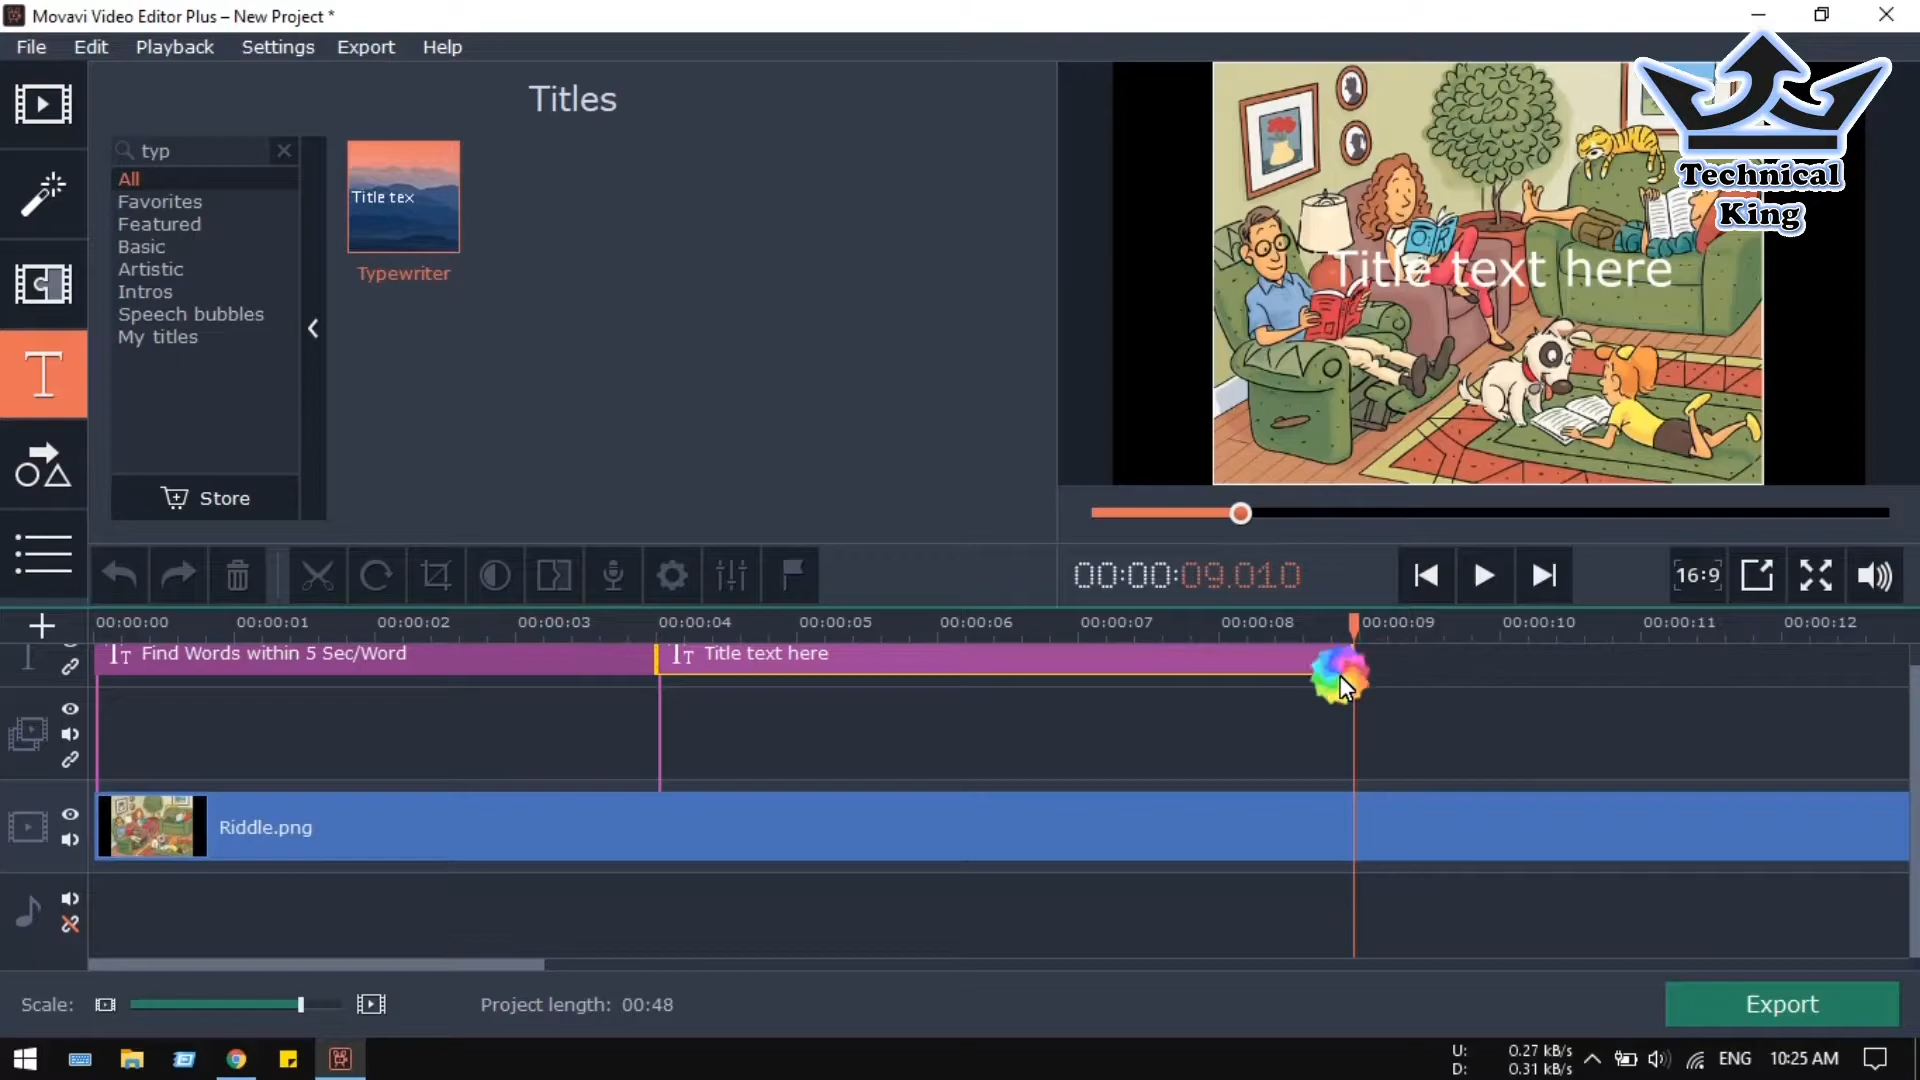 Movavi Video Editor Plus – New Project *
File Edit Playback Settings Export Help
Titles
typ
All
Favorites
Featured
Basic
Artistic
Intros
Speech bubbles
My titles
Store
Title tex
Typewriter
Title text here
Technical
King
00:00:09.010
16:9
00:00:00 00:00:01 00:00:02 00:00:03 00:00:04 00:00:05 00:00:06 00:00:07 00:00:08 00:00:09 00:00:10 00:00:11 00:00:12
Find Words within 5 Sec/Word
Title text here
Riddle.png
Scale:
Project length: 00:48
Export
U: 0.27 kB/s
D: 0.31 kB/s
ENG
10:25 AM